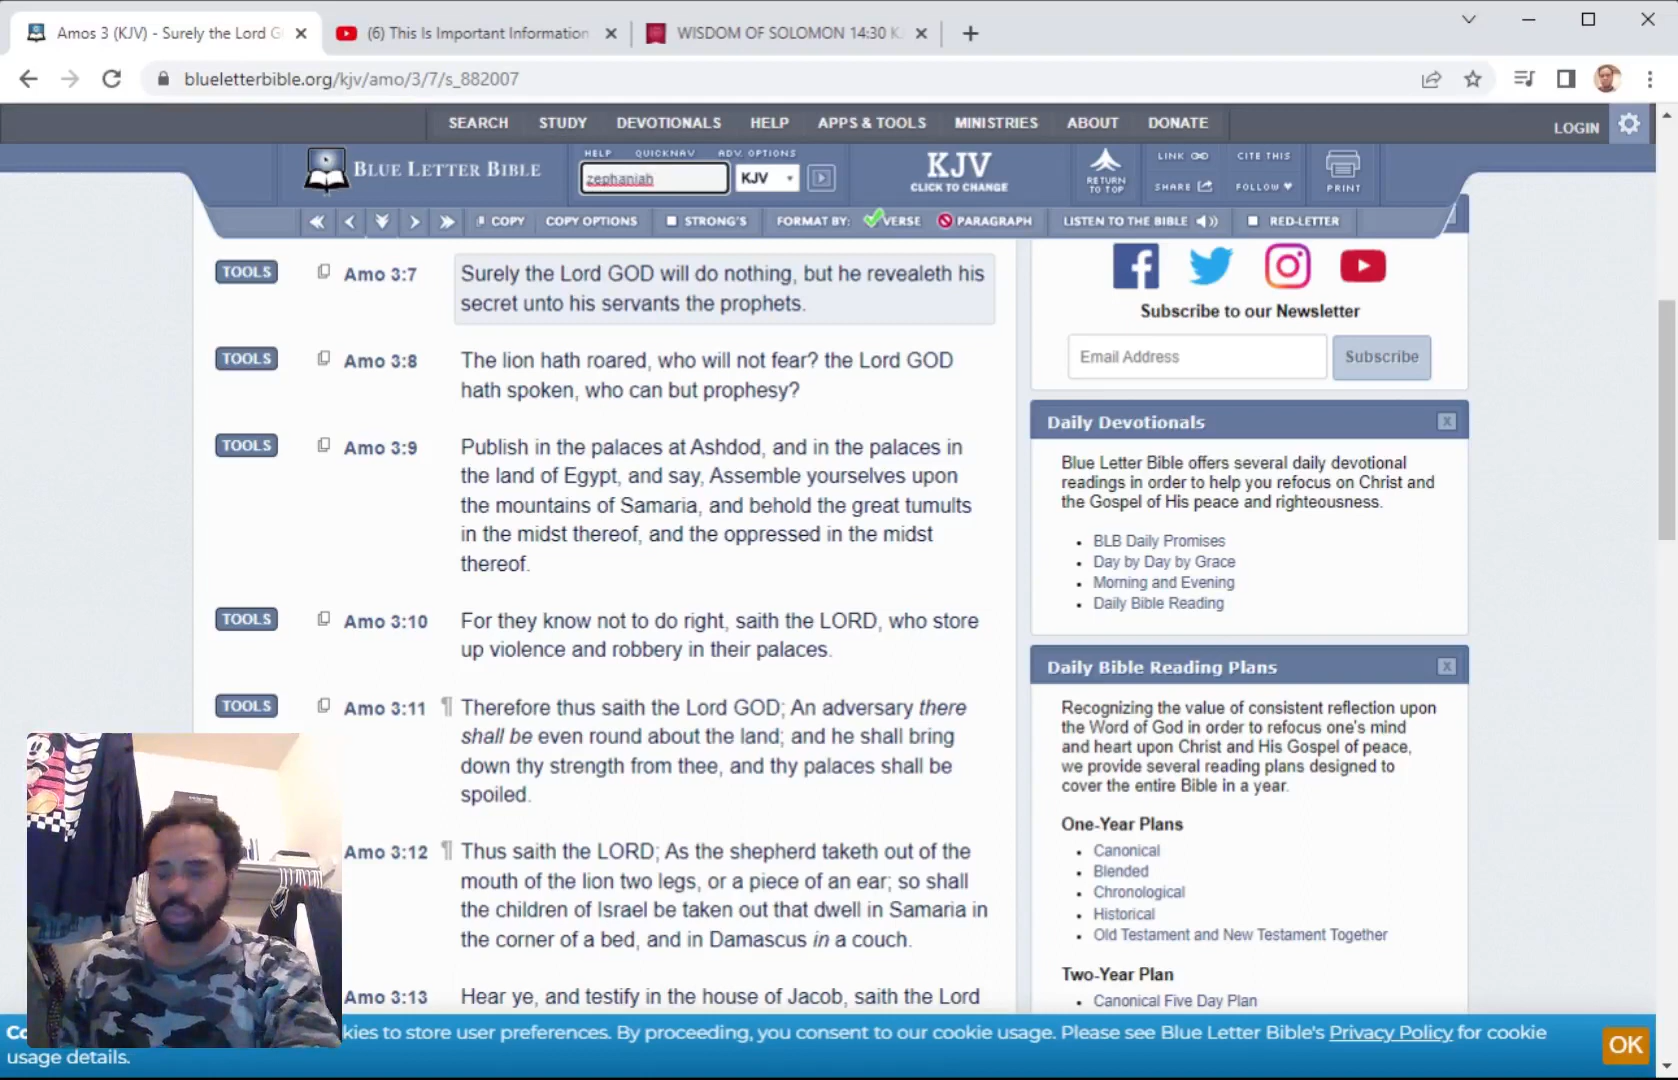 Amos 3 (KJV) - Surely the Lord G
(6) This Is Important Information
WISDOM OF SOLOMON 14:30 K
blueletterbible.org/kjv/amo/3/7/s_882007
SEARCH STUDY DEVOTIONALS HELP APPS & TOOLS MINISTRIES ABOUT DONATE
LOGIN
BLUE LETTER BIBLE
HELP QUICKNAV ADV. OPTIONS
zephaniah KJV
KJV
CLICK TO CHANGE
RETURN
TO TOP
LINK CITE THIS
SHARE FOLLOW
PRINT
COPY COPY OPTIONS STRONG'S FORMAT BY: VERSE PARAGRAPH LISTEN TO THE BIBLE RED-LETTER
TOOLS Amo 3:7 Surely the Lord GOD will do nothing, but he revealeth his
secret unto his servants the prophets.
TOOLS Amo 3:8 The lion hath roared, who will not fear? the Lord GOD
hath spoken, who can but prophesy?
TOOLS Amo 3:9 Publish in the palaces at Ashdod, and in the palaces in
the land of Egypt, and say, Assemble yourselves upon
the mountains of Samaria, and behold the great tumults
in the midst thereof, and the oppressed in the midst
thereof.
TOOLS Amo 3:10 For they know not to do right, saith the LORD, who store
up violence and robbery in their palaces.
TOOLS Amo 3:11 ¶ Therefore thus saith the Lord GOD; An adversary there
shall be even round about the land; and he shall bring
down thy strength from thee, and thy palaces shall be
spoiled.
Amo 3:12 ¶ Thus saith the LORD; As the shepherd taketh out of the
mouth of the lion two legs, or a piece of an ear; so shall
the children of Israel be taken out that dwell in Samaria in
the corner of a bed, and in Damascus in a couch.
Amo 3:13 Hear ye, and testify in the house of Jacob, saith the Lord
Subscribe to our Newsletter
Email Address Subscribe
Daily Devotionals
Blue Letter Bible offers several daily devotional
readings in order to help you refocus on Christ and
the Gospel of His peace and righteousness.
BLB Daily Promises
Day by Day by Grace
Morning and Evening
Daily Bible Reading
Daily Bible Reading Plans
Recognizing the value of consistent reflection upon
the Word of God in order to refocus one's mind
and heart upon Christ and His Gospel of peace,
we provide several reading plans designed to
cover the entire Bible in a year.
One-Year Plans
Canonical
Blended
Chronological
Historical
Old Testament and New Testament Together
Two-Year Plan
Canonical Five Day Plan
Co kies to store user preferences. By proceeding, you consent to our cookie usage. Please see Blue Letter Bible's Privacy Policy for cookie
usage details.
OK